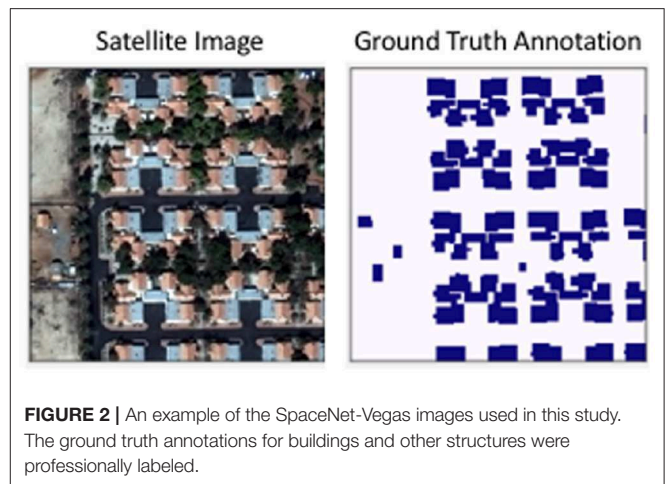 Satellite Image Ground Truth Annotation
FIGURE 2 | An example of the SpaceNet-Vegas images used in this study.
The ground truth annotations for buildings and other structures were
professionally labeled.